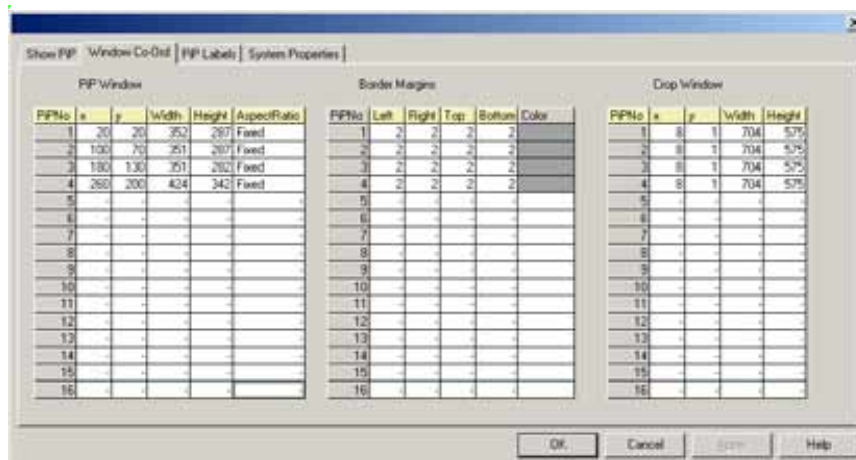 Show PiP Window Co-Ord PiP Labels System Properties
PiP Window Border Margins Crop Window
PiPNo x y Width Height AspectRatio PiPNo Left Right Top Bottom Color PiPNo x y Width Height
1 20 20 352 287 Fixed 1 2 2 2 2 1 8 1 704 575
2 100 70 351 287 Fixed 2 2 2 2 2 2 8 1 704 575
3 180 130 351 282 Fixed 3 2 2 2 2 3 8 1 704 575
4 260 200 424 342 Fixed 4 2 2 2 2 4 8 1 704 575
5 - - - - - 5 - - - - 5 - - - -
6 - - - - - 6 - - - - 6 - - - -
7 - - - - - 7 - - - - 7 - - - -
8 - - - - - 8 - - - - 8 - - - -
9 - - - - - 9 - - - - 9 - - - -
10 - - - - - 10 - - - - 10 - - - -
11 - - - - - 11 - - - - 11 - - - -
12 - - - - - 12 - - - - 12 - - - -
13 - - - - - 13 - - - - 13 - - - -
14 - - - - - 14 - - - - 14 - - - -
15 - - - - - 15 - - - - 15 - - - -
16 - - - - - 16 - - - - 16 - - - -
OK Cancel Apply Help